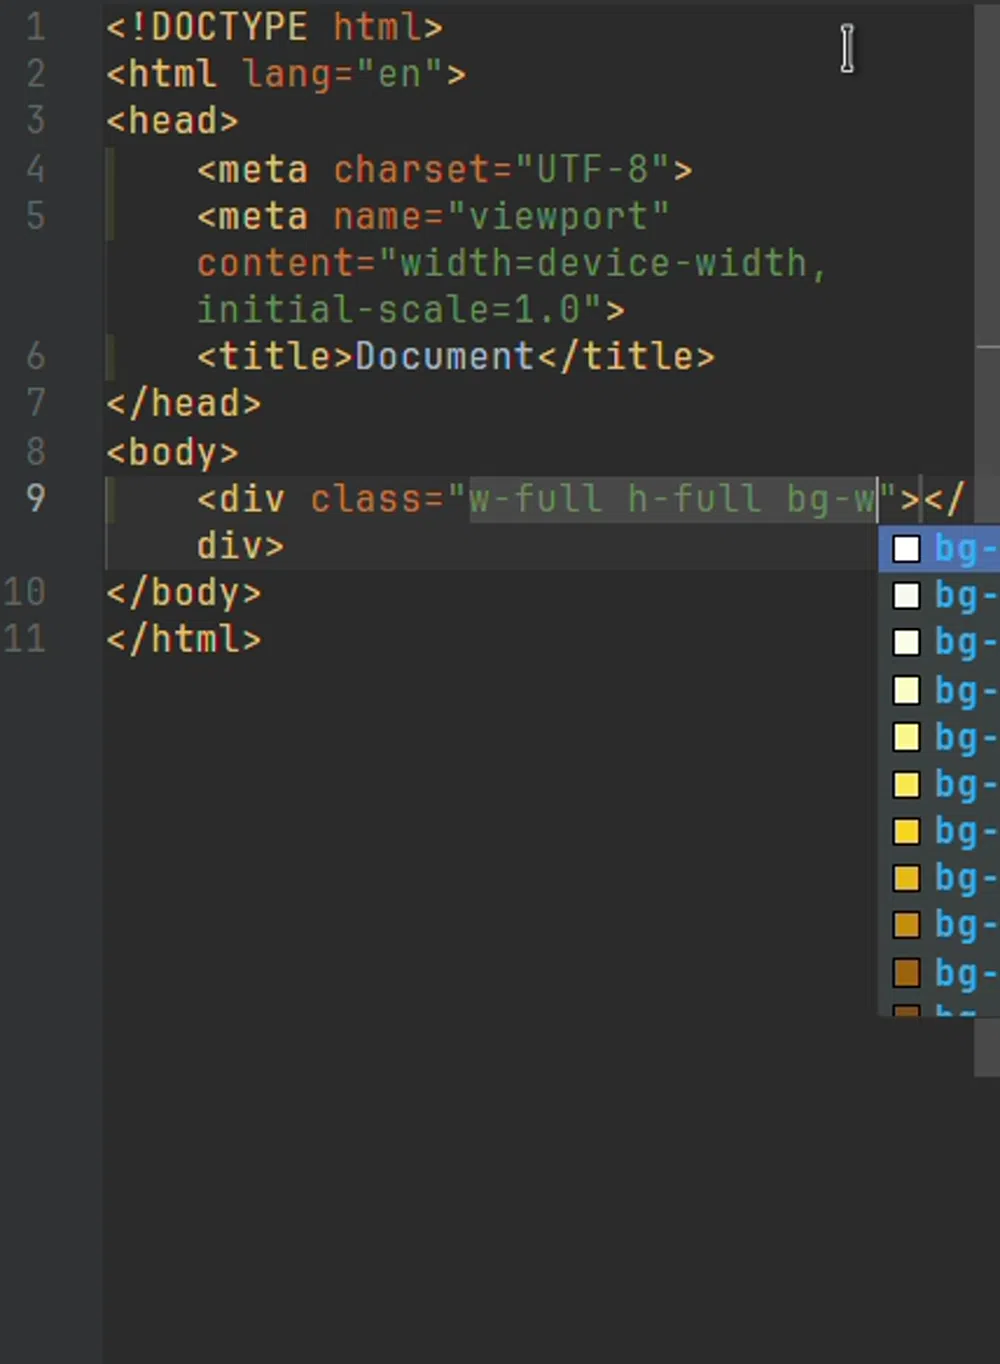 1 <!DOCTYPE html>
2 <html lang="en">
3 <head>
4 <meta charset="UTF-8">
5 <meta name="viewport"
content="width=device-width,
initial-scale=1.0">
6 <title>Document</title>
7 </head>
8 <body>
9 <div class="w-full h-full bg-w"></
div>
bg-
10 </body>
bg-
11 </html>
bg-
bg-
bg-
bg-
bg-
bg-
bg-
bg-